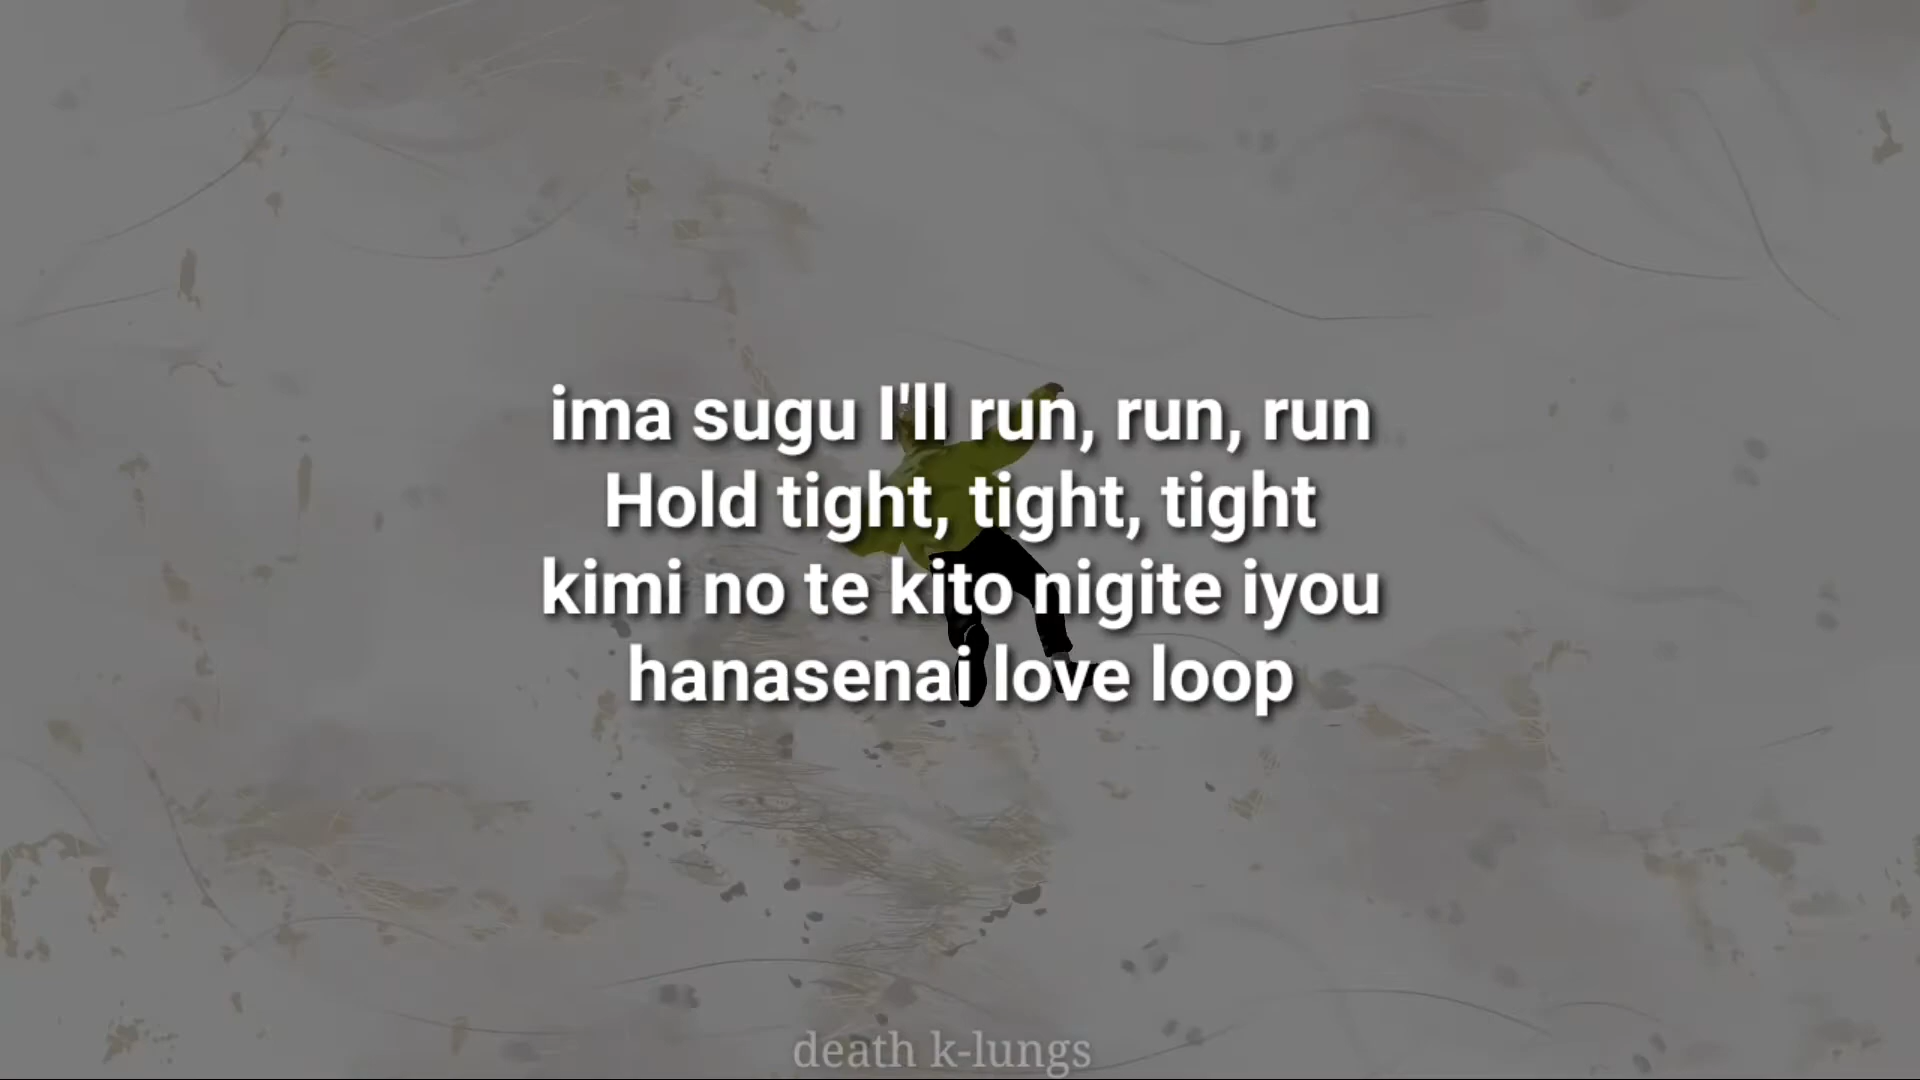 ima sugu I'll run, run, run
Hold tight, tight, tight
kimi no te kito nigite iyou
hanasenai love loop
death k-lungs